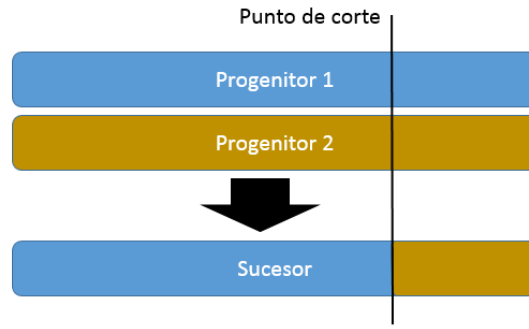 Punto de corte
Progenitor 1
Progenitor 2
Sucesor